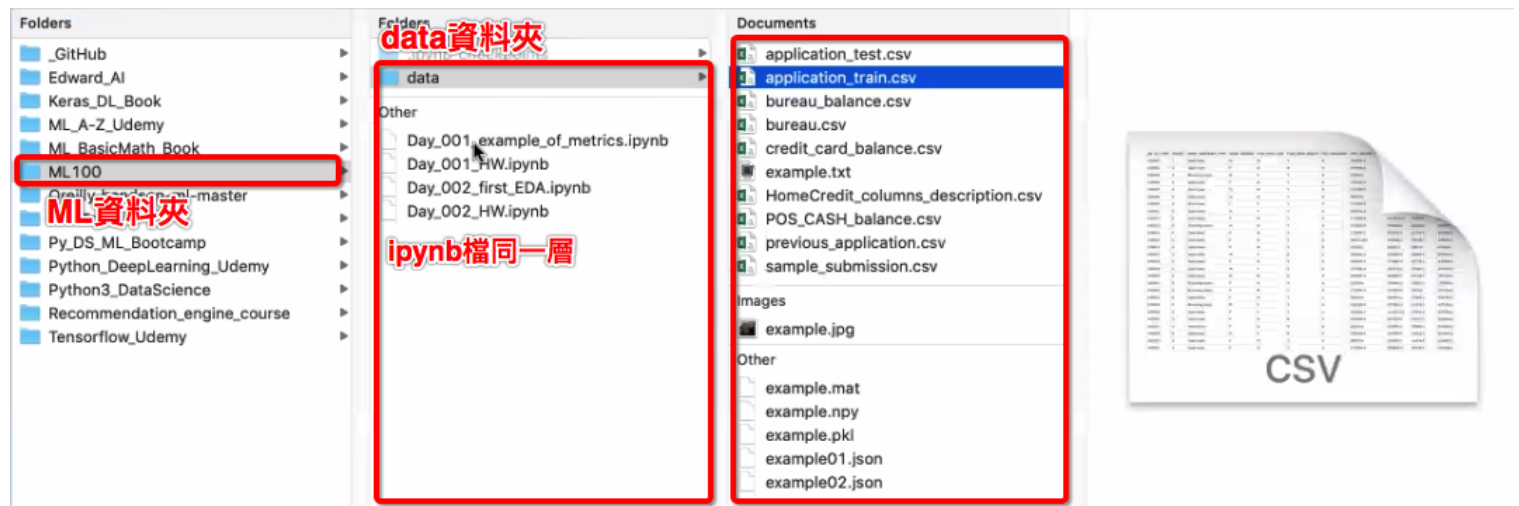 Folders
_GitHub
Edward_AI
Keras_DL_Book
ML_A-Z_Udemy
ML_BasicMath_Book
ML100
-master
ML資料夾
Py_DS_ML_Bootcamp
Python_DeepLearning_Udemy
Python3_DataScience
Recommendation_engine_course
Tensorflow_Udemy
Folders
data資料夾
data
Other
Day_001_example_of_metrics.ipynb
Day_001_HW.ipynb
Day_002_first_EDA.ipynb
Day_002_HW.ipynb
ipynb檔同一層
Documents
application_test.csv
application_train.csv
bureau_balance.csv
bureau.csv
credit_card_balance.csv
example.txt
HomeCredit_columns_description.csv
POS_CASH_balance.csv
previous_application.csv
sample_submission.csv
Images
example.jpg
Other
example.mat
example.npy
example.pkl
example01.json
example02.json
CSV